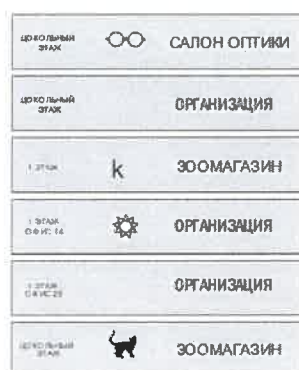 ЦОКОЛЬНЫЙ
ЭТАЖ
САЛОН ОПТИКИ
ЦОКОЛЬНЫЙ
ЭТАЖ
ОРГАНИЗАЦИЯ
1 ЭТАЖ
k
ЗООМАГАЗИН
1 ЭТАЖ
ОФИС 14
ОРГАНИЗАЦИЯ
1 ЭТАЖ
ОФИС
ОРГАНИЗАЦИЯ
ЦОКОЛЬНЫЙ
ЭТАЖ
ЗООМАГАЗИН